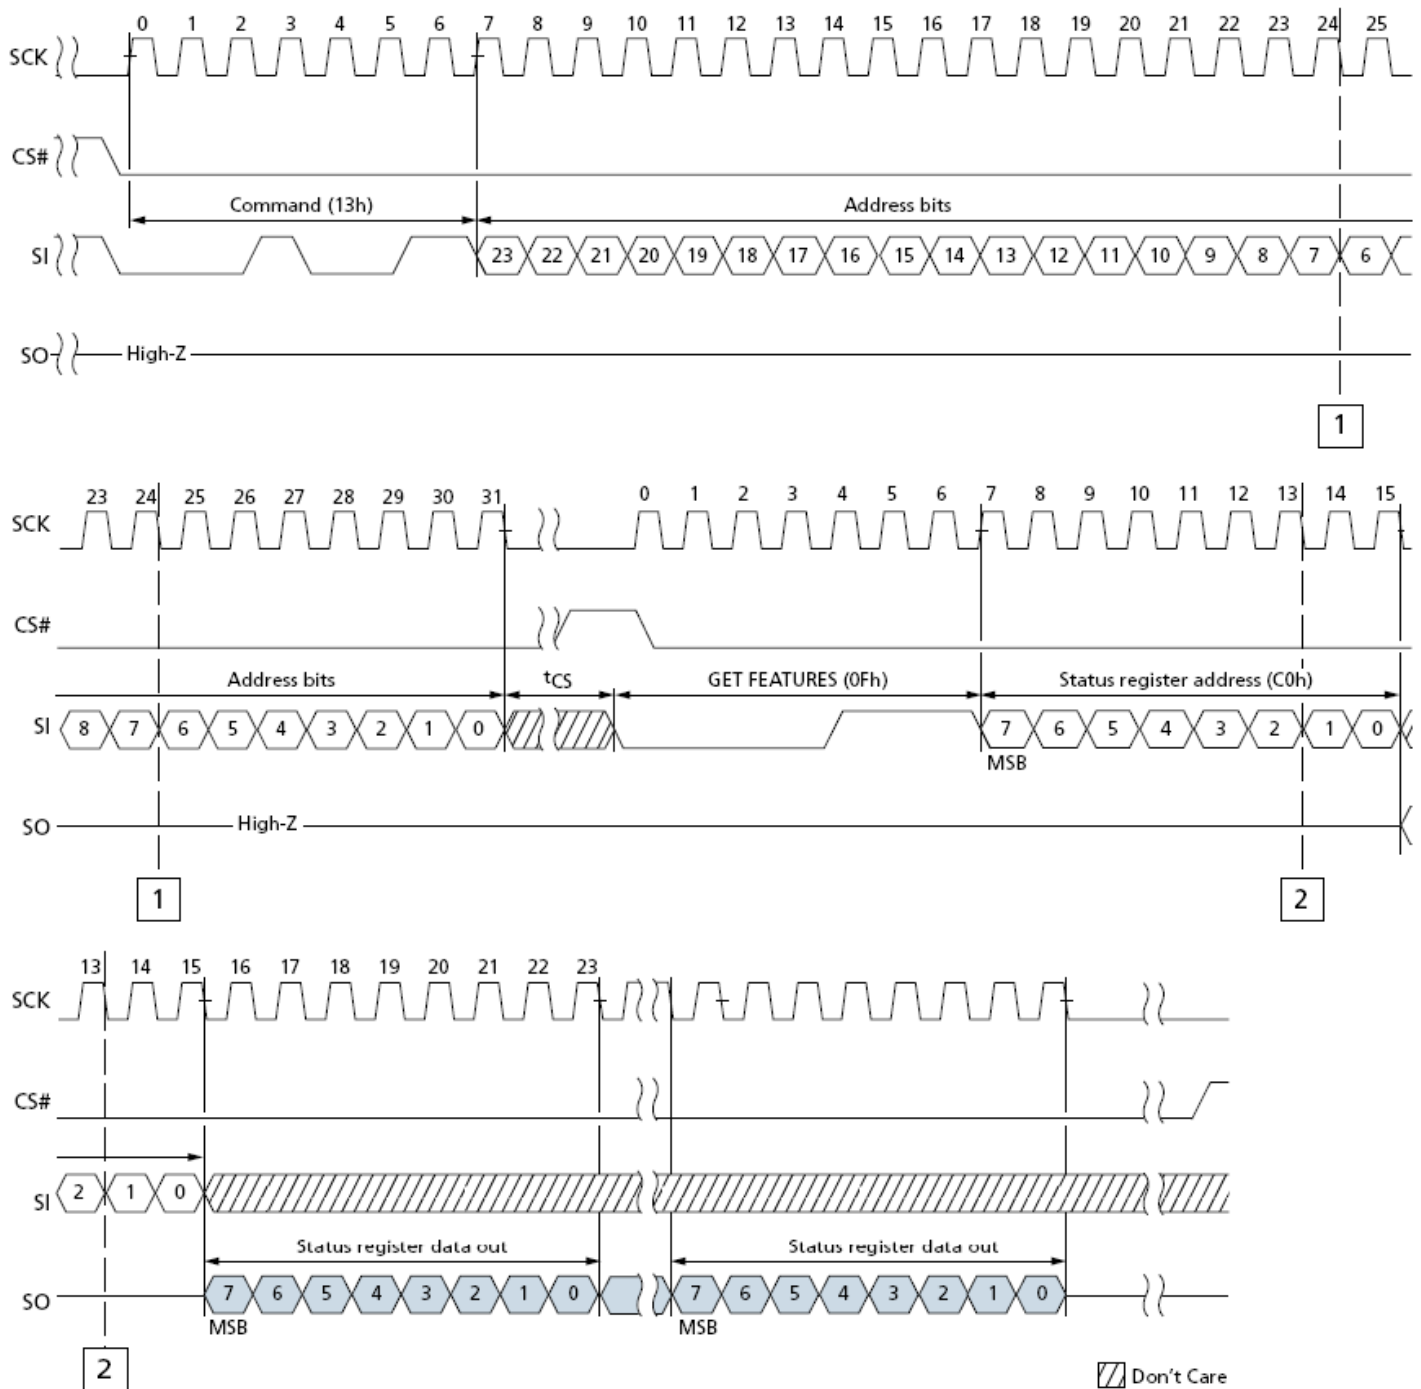 0 1 2 3 4 5 6 7 8 9 10 11 12 13 14 15 16 17 18 19 20 21 22 23 24 25
SCK
CS#
Command (13h) Address bits
SI 23 22 21 20 19 18 17 16 15 14 13 12 11 10 9 8 7 6
SO High-Z
1
23 24 25 26 27 28 29 30 31 0 1 2 3 4 5 6 7 8 9 10 11 12 13 14 15
SCK
CS#
Address bits tCS GET FEATURES (0Fh) Status register address (C0h)
SI 8 7 6 5 4 3 2 1 0 7 6 5 4 3 2 1 0
MSB
SO High-Z
1 2
13 14 15 16 17 18 19 20 21 22 23
SCK
CS#
SI 2 1 0
Status register data out Status register data out
SO 7 6 5 4 3 2 1 0 7 6 5 4 3 2 1 0
MSB MSB
2
Don't Care